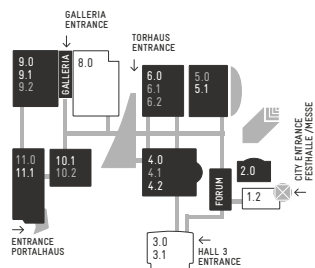 GALLERIA
ENTRANCE
TORHAUS
ENTRANCE
9.0
9.1
9.2
GALLERIA
8.0
6.0
6.1
6.2
5.0
5.1
11.0
11.1
10.1
10.2
4.0
4.1
4.2
FORUM
2.0
1.2
CITY ENTRANCE
FESTHALLE /MESSE
ENTRANCE
PORTALHAUS
3.0
3.1
HALL 3
ENTRANCE